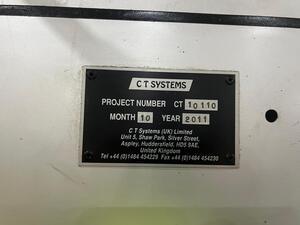 C T SYSTEMS
PROJECT NUMBER CT 10110
MONTH 10 YEAR 2011
C T Systems (UK) Limited
Unit 5, Shaw Park, Silver Street,
Aspley, Huddersfield, HD5 9AE,
United Kingdom
Tel +44 (0)1484 454229 Fax +44 (0)1484 454230